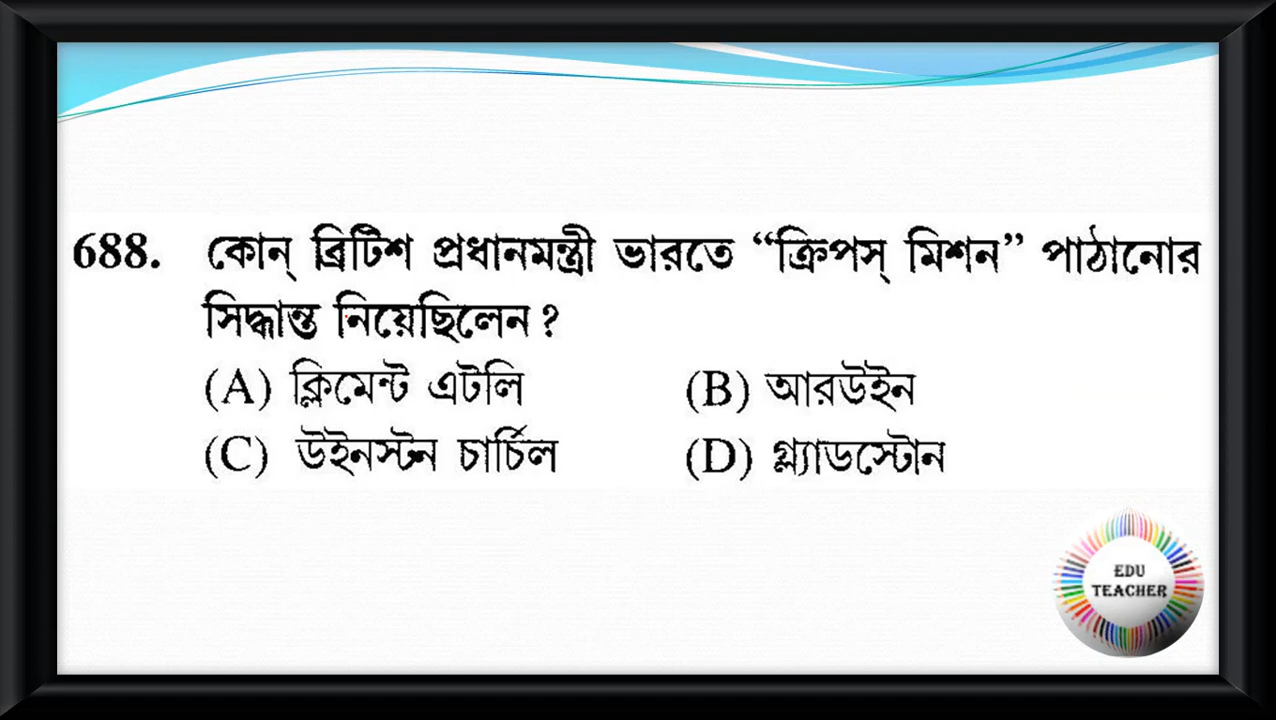 688. কোন্ ব্রিটিশ প্রধানমন্ত্রী ভারতে “ক্রিপস্ মিশন” পাঠানোর
সিদ্ধান্ত নিয়েছিলেন ?
(A) ক্লিমেন্ট এটলি (B) আরউইন
(C) উইনস্টন চার্চিল (D) গ্ল্যাডস্টোন
EDU
TEACHER